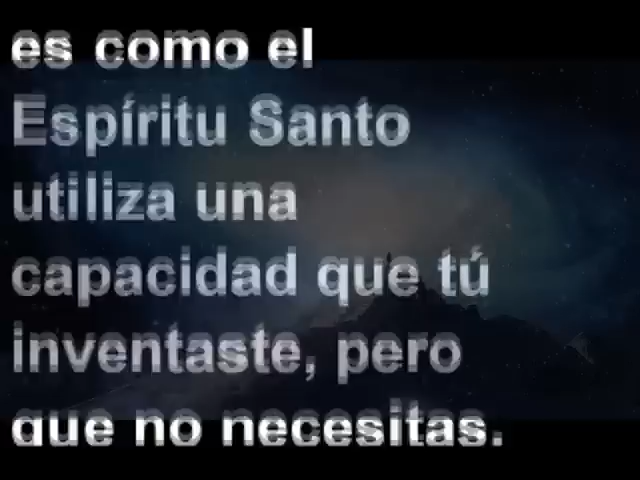 es como el
Espíritu Santo
utiliza una
capacidad que tú
inventaste, pero
que no necesitas.